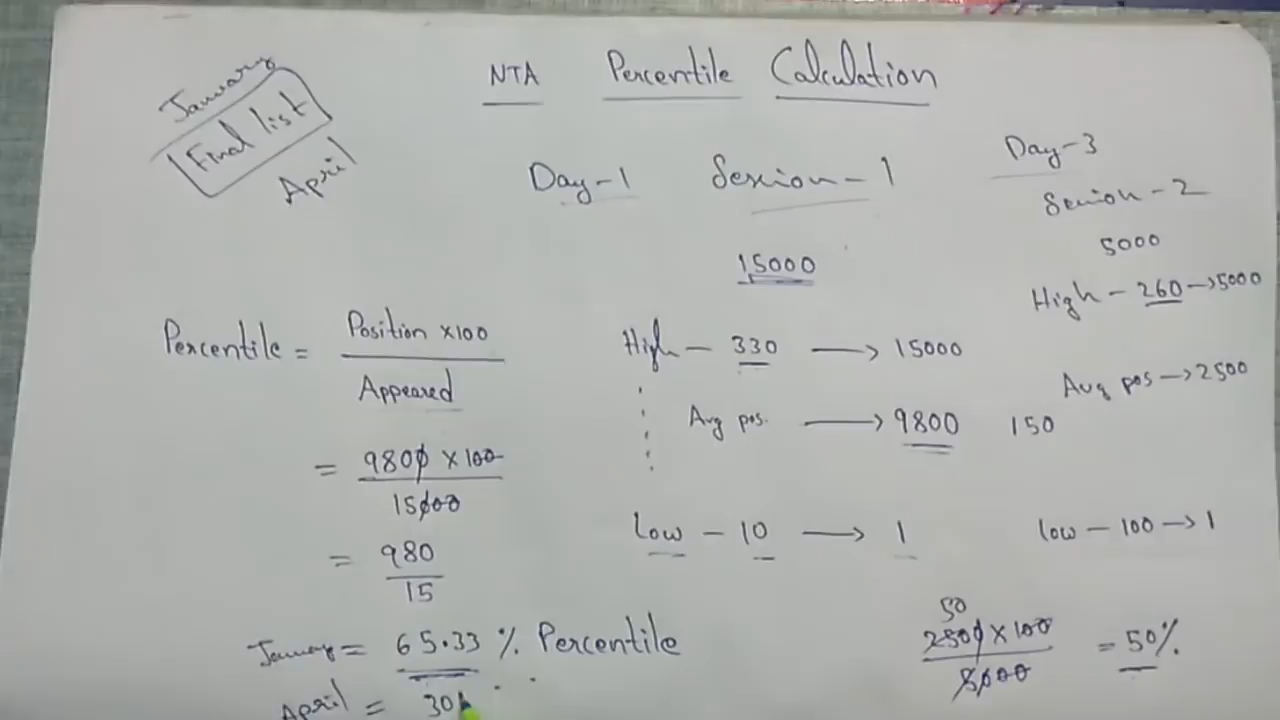 NTA Percentile Calculation
January
Final list
April
Day-1 Session-1
15000
Day-3
Session-2
5000
High - 260 → 5000
Avg pos → 2500
150
low - 100 → 1
High - 330 → 15000
Avg pos. → 9800
Low - 10 → 1
Percentile = Position x100
Appeared
= 9800 x 100
15000
= 980
15
January = 65.33 % Percentile
April = 30
50
2500 x 100
5000
= 50%